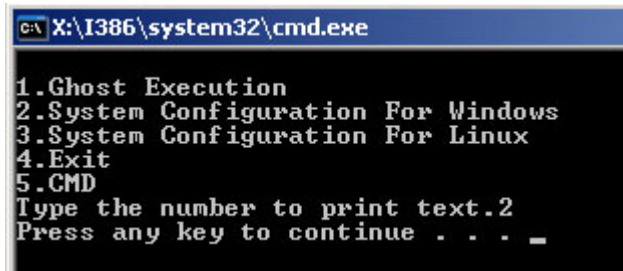 X:\I386\system32\cmd.exe
1.Ghost Execution
2.System Configuration For Windows
3.System Configuration For Linux
4.Exit
5.CMD
Type the number to print text.2
Press any key to continue . . . _